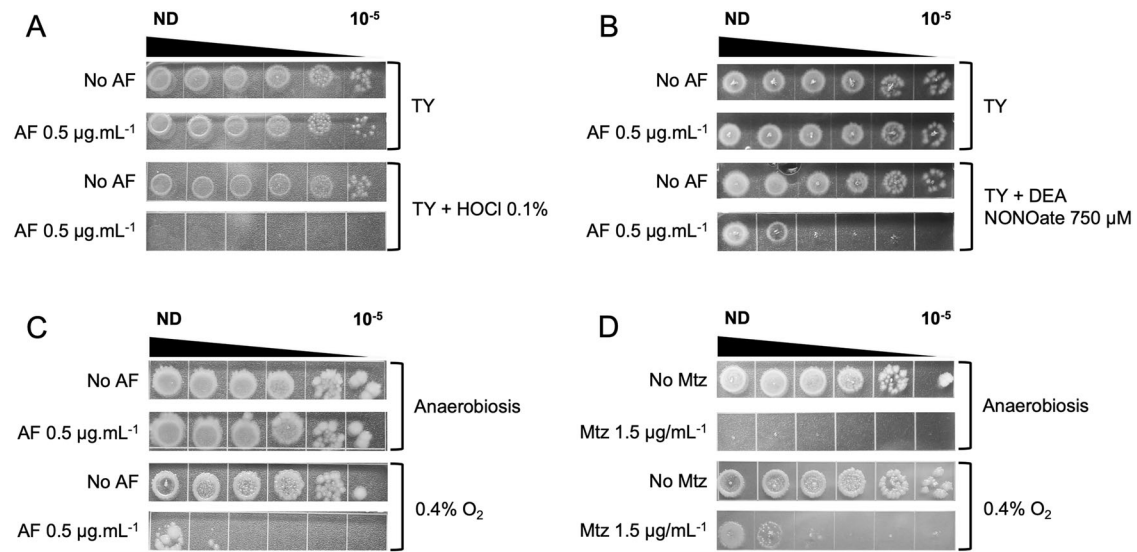 A
ND 10⁻⁵
No AF
AF 0.5 µg.mL⁻¹
TY
No AF
AF 0.5 µg.mL⁻¹
TY + HOCl 0.1%
B
ND 10⁻⁵
No AF
AF 0.5 µg.mL⁻¹
TY
No AF
AF 0.5 µg.mL⁻¹
TY + DEA
NONOate 750 µM
C
ND 10⁻⁵
No AF
AF 0.5 µg.mL⁻¹
Anaerobiosis
No AF
AF 0.5 µg.mL⁻¹
0.4% O₂
D
ND 10⁻⁵
No Mtz
Mtz 1.5 µg/mL⁻¹
Anaerobiosis
No Mtz
Mtz 1.5 µg/mL⁻¹
0.4% O₂